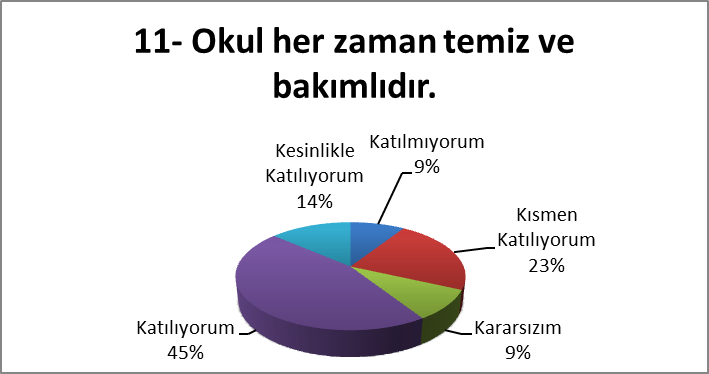 11- Okul her zaman temiz ve
bakımlıdır.
Katılmıyorum
9%
Kısmen
Katılıyorum
23%
Kararsızım
9%
Katılıyorum
45%
Kesinlikle
Katılıyorum
14%